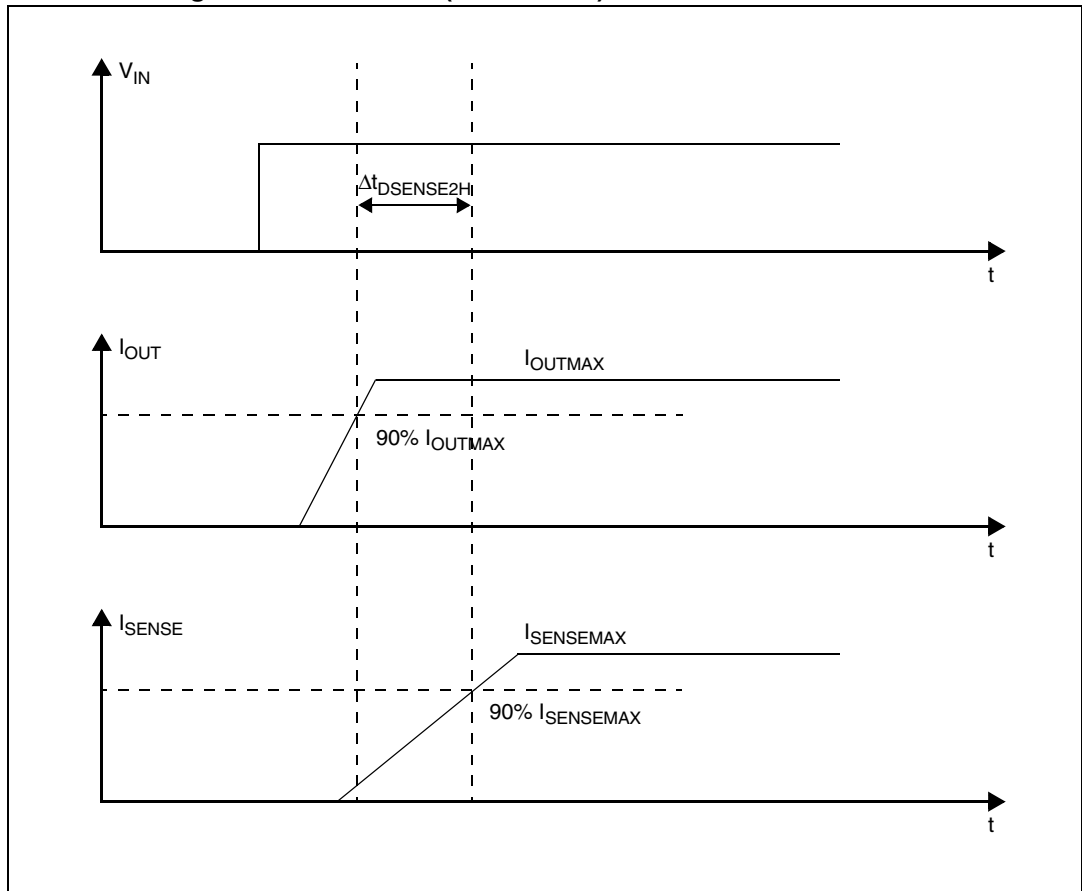 V_IN
Δt_DSENSE2H
t
I_OUT
I_OUTMAX
90% I_OUTMAX
t
I_SENSE
I_SENSEMAX
90% I_SENSEMAX
t